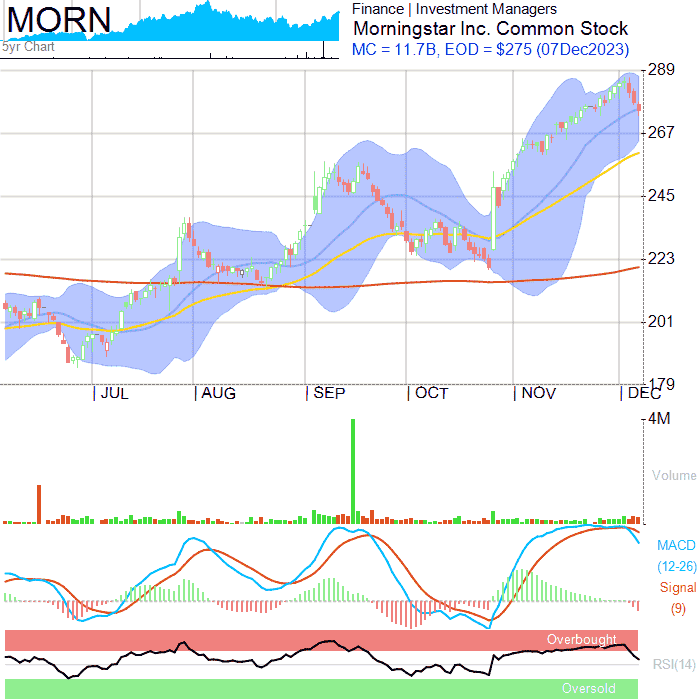 MORN
5yr Chart
Finance | Investment Managers
Morningstar Inc. Common Stock
MC = 11.7B, EOD = $275 (07Dec2023)
289
267
245
223
201
179
JUL AUG SEP OCT NOV DEC
4M
Volume
MACD
(12-26)
Signal
(9)
Overbought
RSI(14)
Oversold